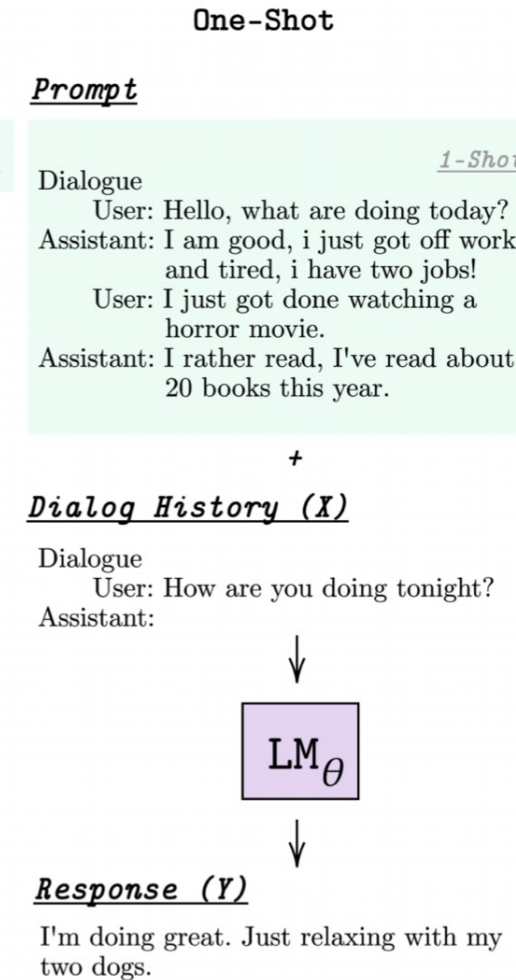 One-Shot
Prompt
1-Shot
Dialogue
User: Hello, what are doing today?
Assistant: I am good, i just got off work
and tired, i have two jobs!
User: I just got done watching a
horror movie.
Assistant: I rather read, I've read about
20 books this year.
+
Dialog History (X)
Dialogue
User: How are you doing tonight?
Assistant:
LMθ
Response (Y)
I'm doing great. Just relaxing with my
two dogs.